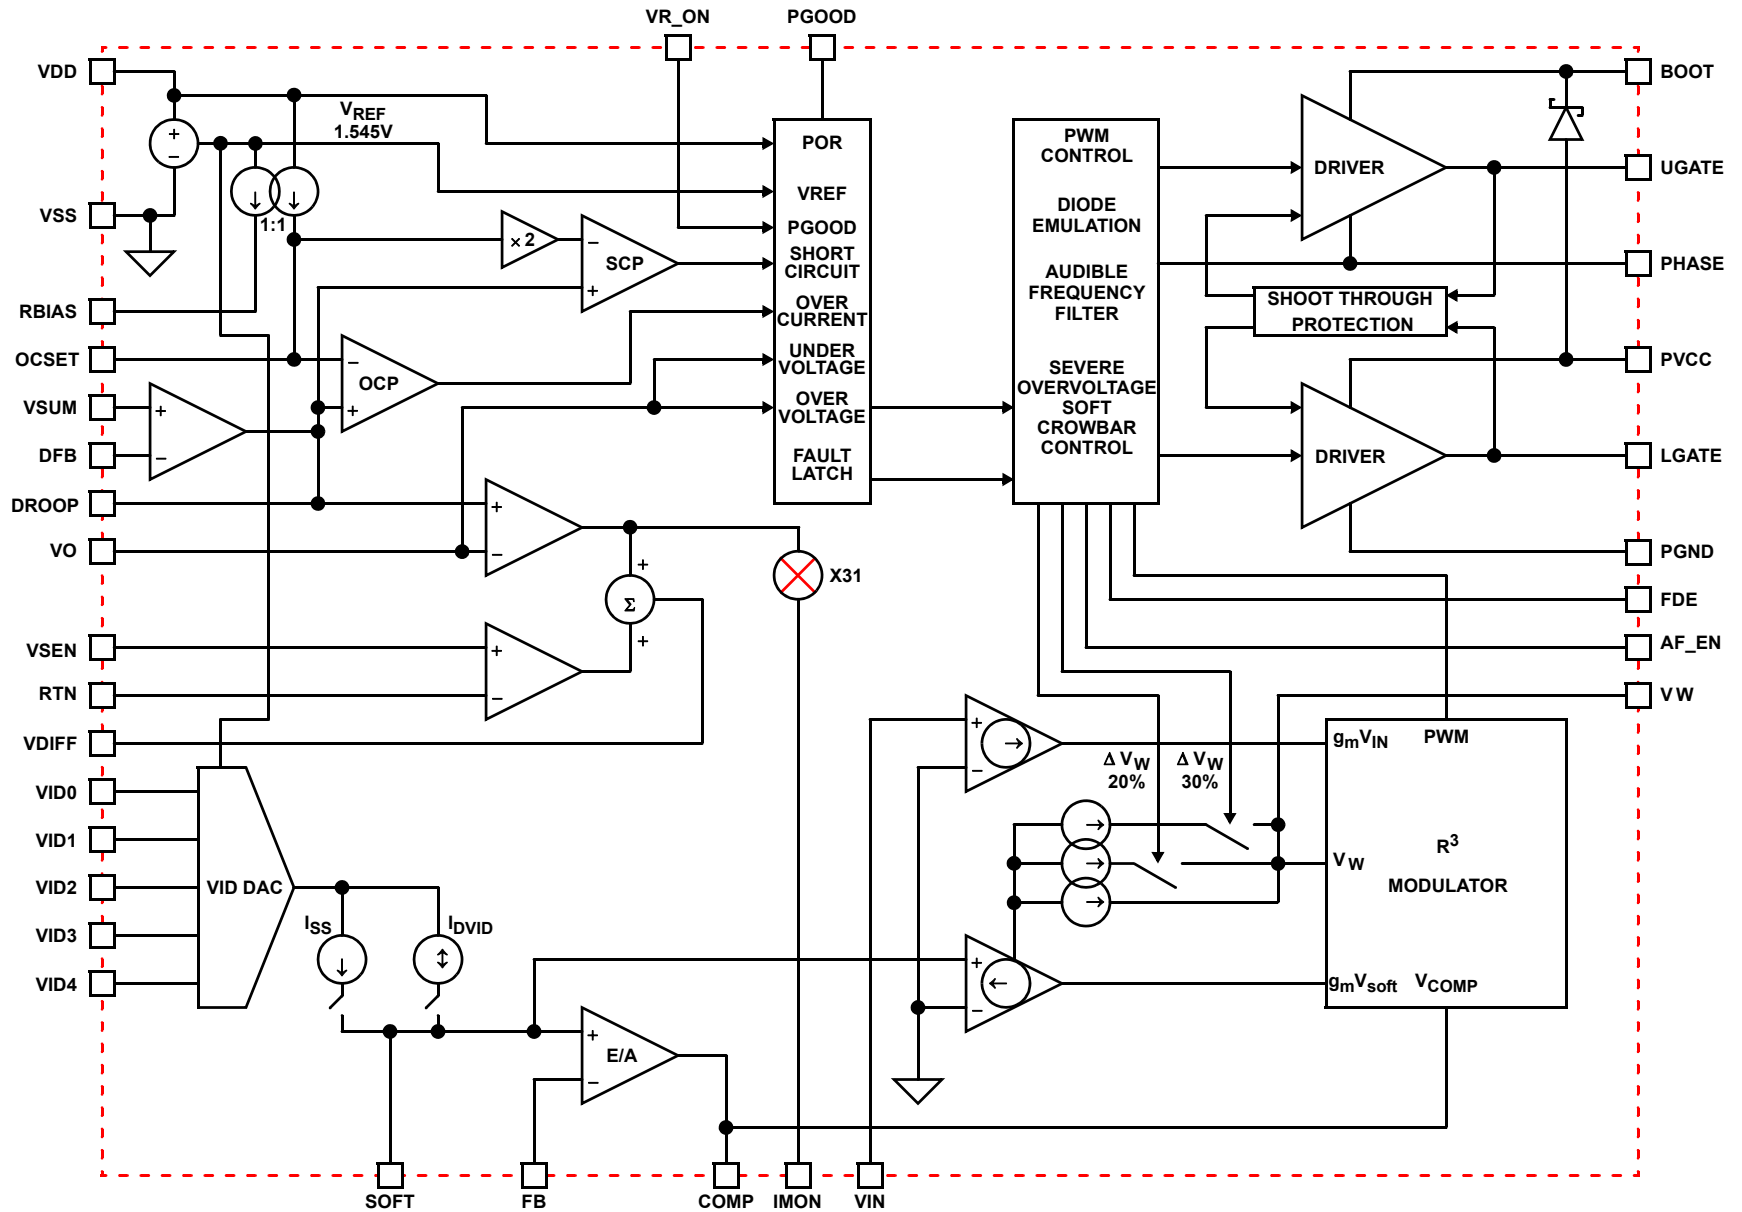 VR_ON
PGOOD
VDD
VSS
RBIAS
OCSET
VSUM
DFB
DROOP
VO
VSEN
RTN
VDIFF
VID0
VID1
VID2
VID3
VID4
+
−
VREF
1.545V
1:1
×2
−
SCP
+
−
OCP
+
+
−
+
−
+
Σ
+
X31
+
−
VID DAC
ISS
IDVID
+
E/A
−
POR
VREF
PGOOD
SHORT
CIRCUIT
OVER
CURRENT
UNDER
VOLTAGE
OVER
VOLTAGE
FAULT
LATCH
PWM
CONTROL
DIODE
EMULATION
AUDIBLE
FREQUENCY
FILTER
SEVERE
OVERVOLTAGE
SOFT
CROWBAR
CONTROL
DRIVER
SHOOT THROUGH
PROTECTION
DRIVER
BOOT
UGATE
PHASE
PVCC
LGATE
PGND
FDE
AF_EN
VW
+
−
Δ VW
20%
Δ VW
30%
+
−
gmVIN
PWM
VW
R3
MODULATOR
gmVsoft
VCOMP
SOFT
FB
COMP
IMON
VIN